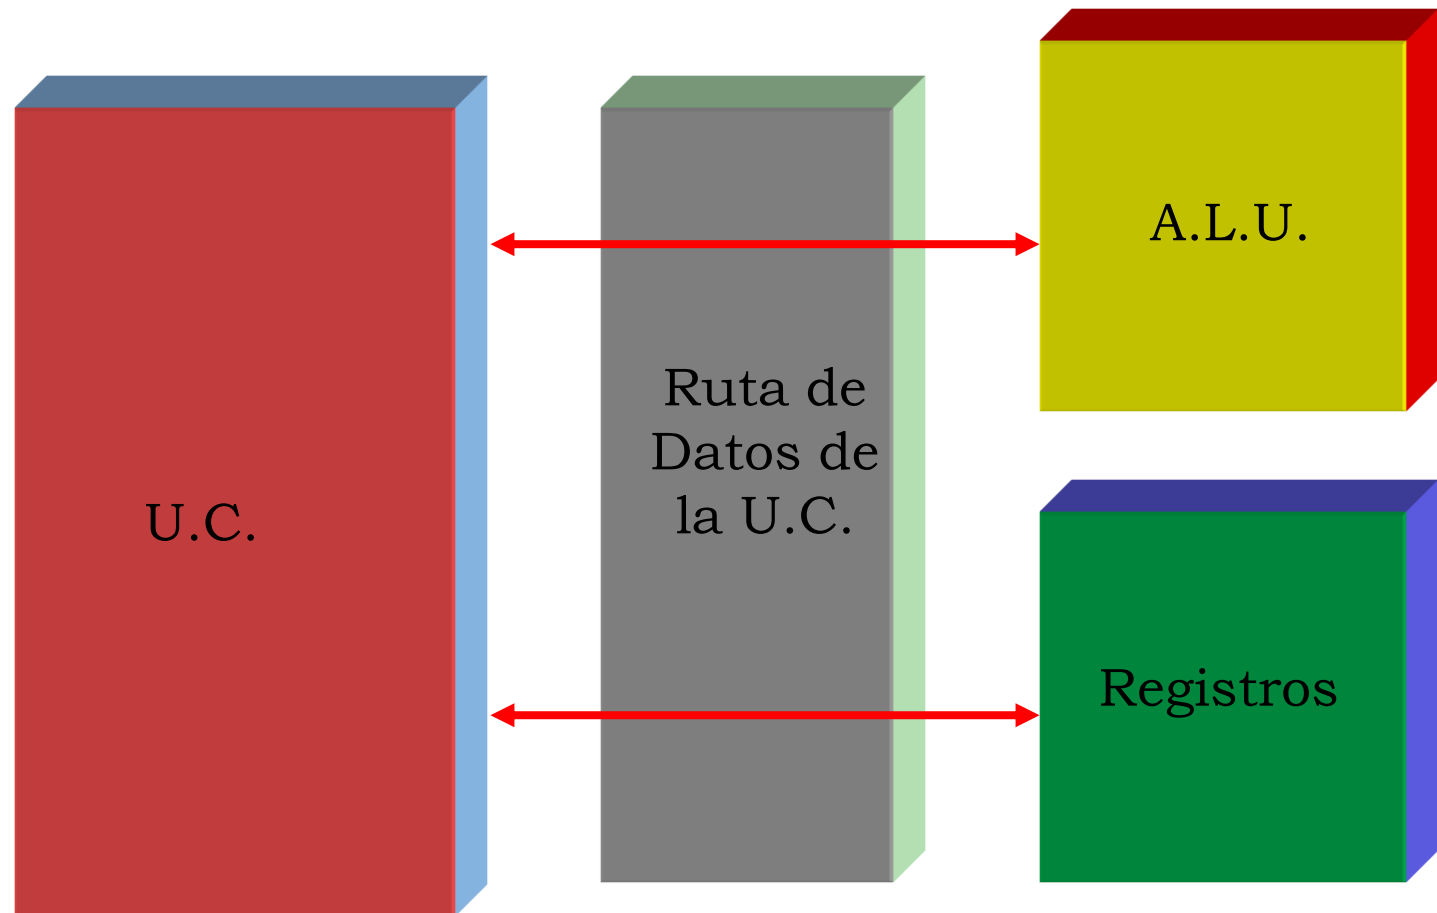 U.C.
Ruta de
Datos de
la U.C.
A.L.U.
Registros